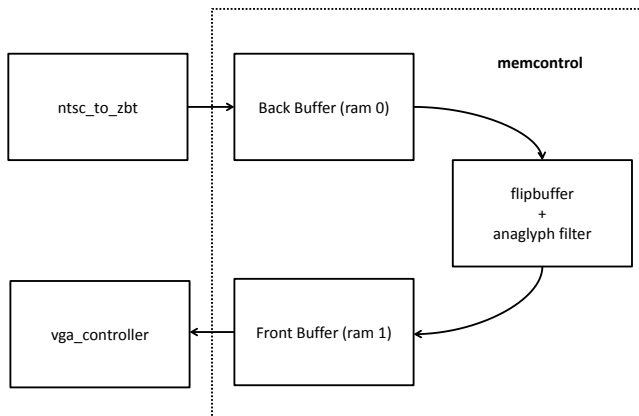 memcontrol
ntsc_to_zbt
Back Buffer (ram 0)
flipbuffer
+
anaglyph filter
vga_controller
Front Buffer (ram 1)